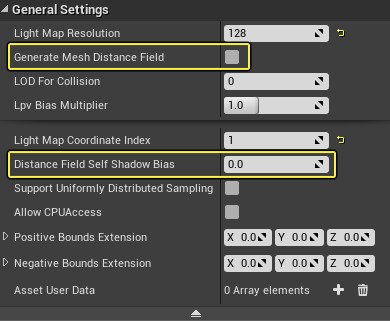 General Settings
Light Map Resolution 128
Generate Mesh Distance Field
LOD For Collision 0
Lpv Bias Multiplier 1.0
Light Map Coordinate Index 1
Distance Field Self Shadow Bias 0.0
Support Uniformly Distributed Sampling
Allow CPUAccess
Positive Bounds Extension X 0.0 Y 0.0 Z 0.0
Negative Bounds Extension X 0.0 Y 0.0 Z 0.0
Asset User Data 0 Array elements